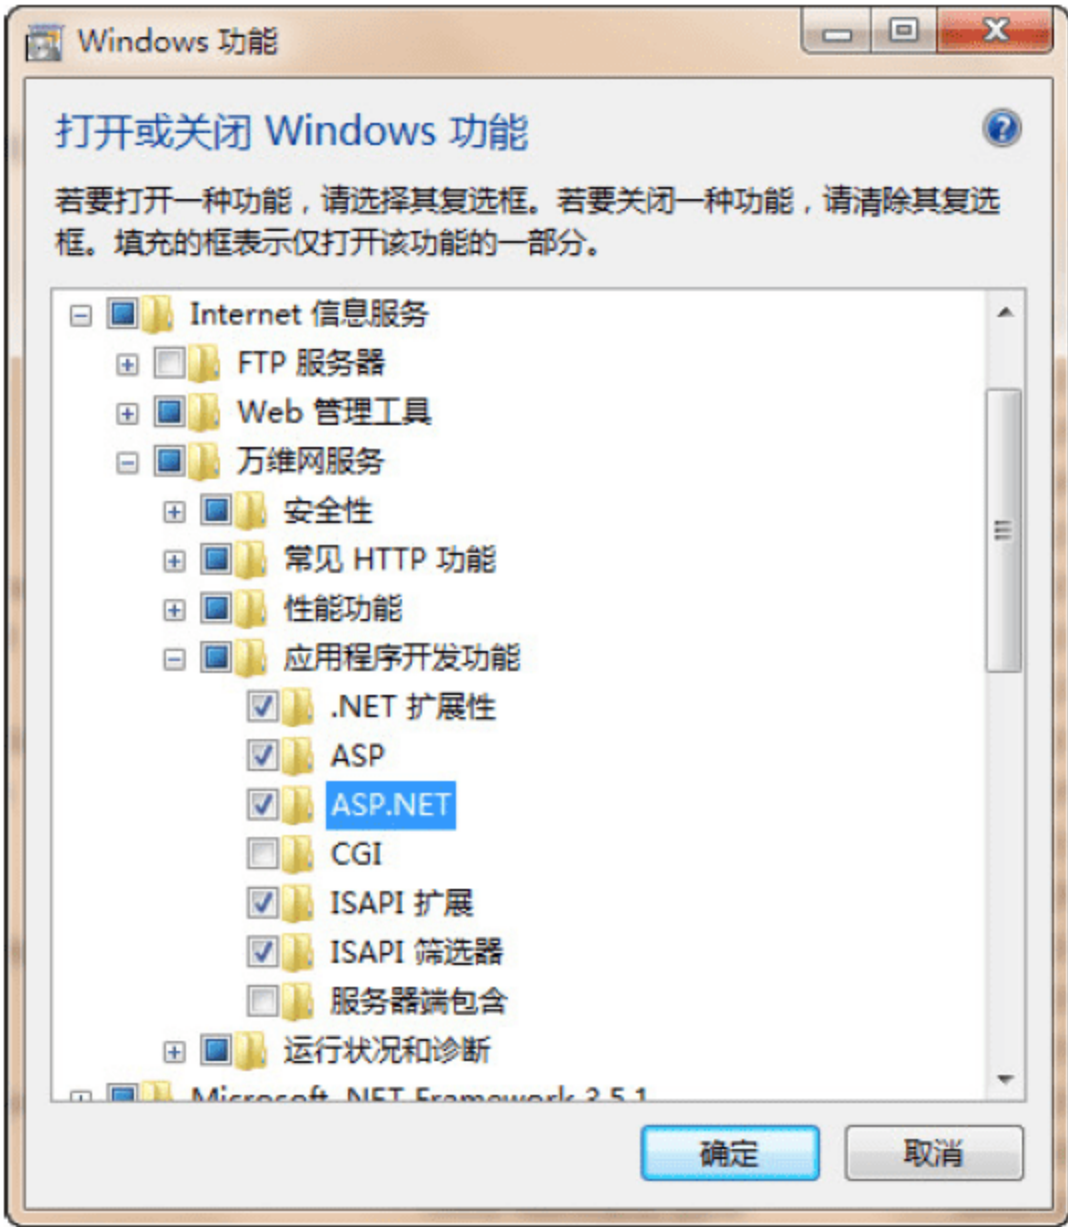 Windows 功能
打开或关闭 Windows 功能
若要打开一种功能，请选择其复选框。若要关闭一种功能，请清除其复选
框。填充的框表示仅打开该功能的一部分。
Internet 信息服务
FTP 服务器
Web 管理工具
万维网服务
安全性
常见 HTTP 功能
性能功能
应用程序开发功能
.NET 扩展性
ASP
ASP.NET
CGI
ISAPI 扩展
ISAPI 筛选器
服务器端包含
运行状况和诊断
Microsoft .NET Framework 3.5.1
确定
取消